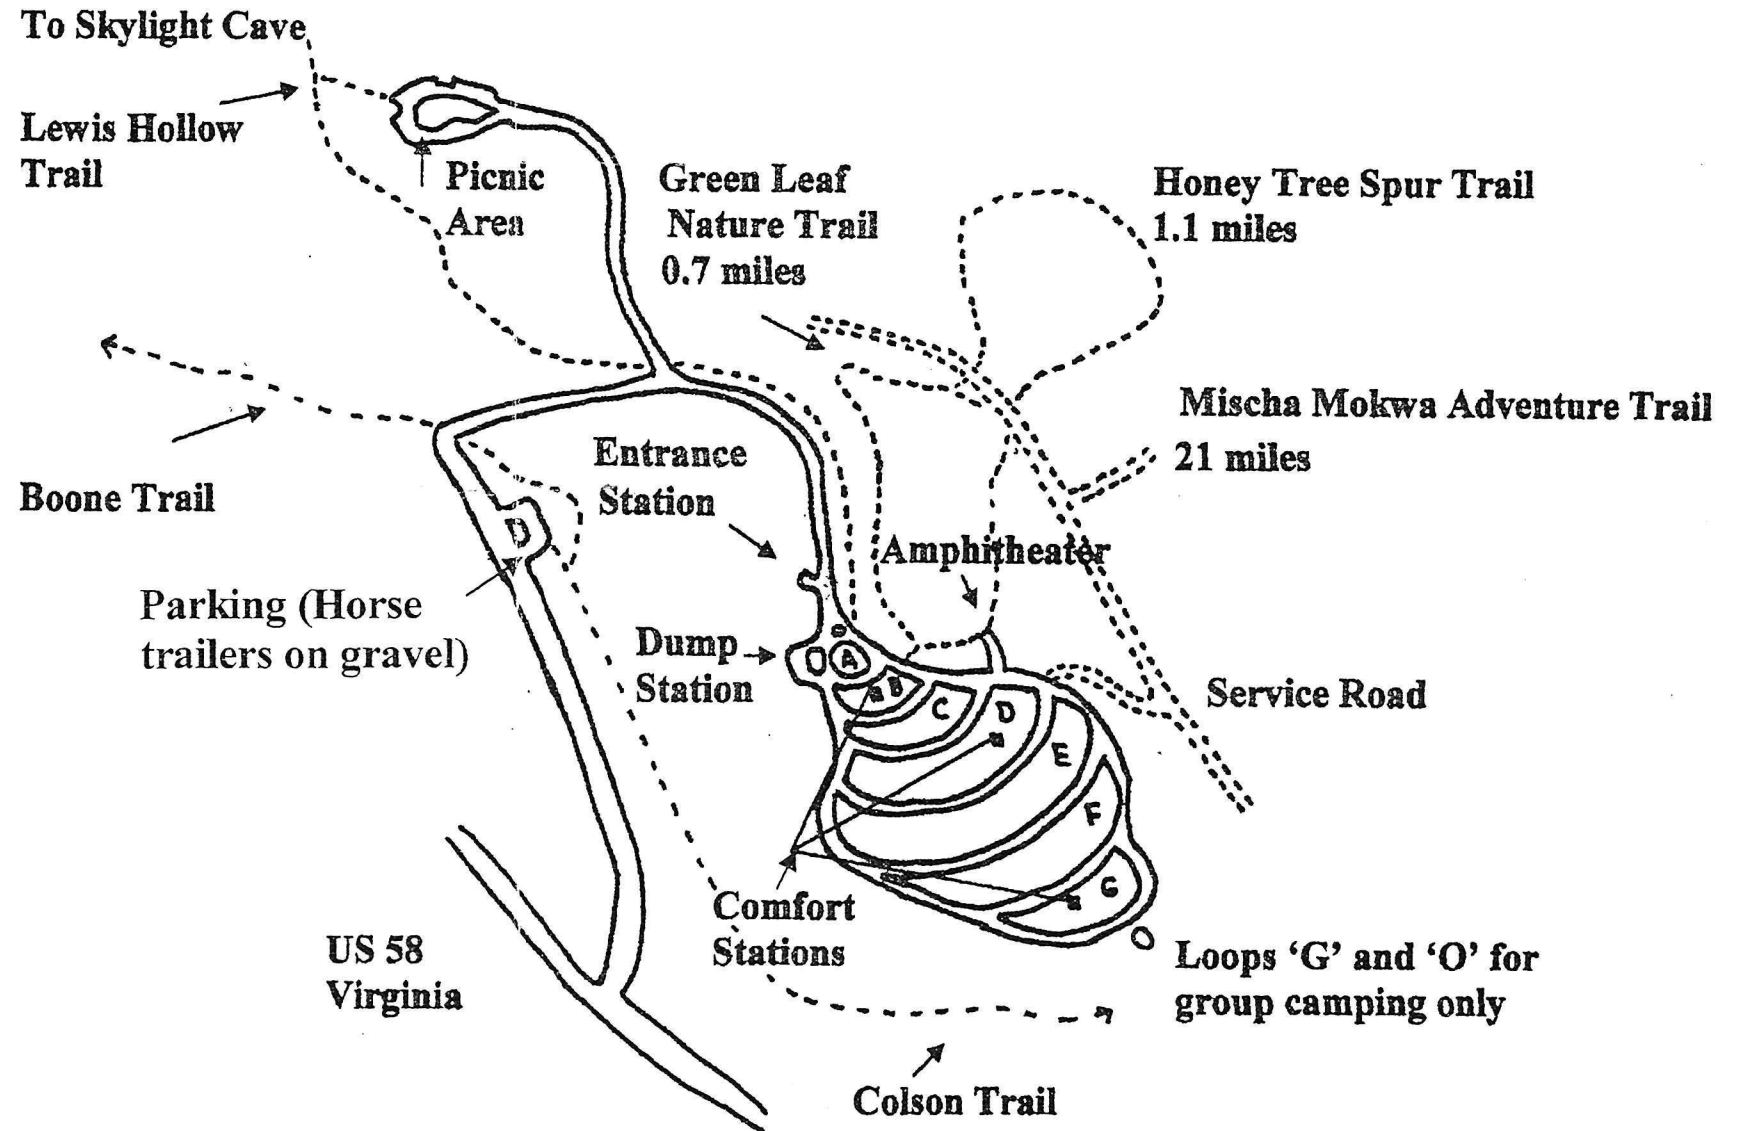 To Skylight Cave
Lewis Hollow
Trail
Picnic
Area
Green Leaf
Nature Trail
0.7 miles
Honey Tree Spur Trail
1.1 miles
Mischa Mokwa Adventure Trail
21 miles
Boone Trail
Entrance
Station
D
Amphitheater
Parking (Horse
trailers on gravel)
Dump
Station
A
B
C
D
E
F
G
Service Road
Comfort
Stations
US 58
Virginia
O
Loops ‘G’ and ‘O’ for
group camping only
Colson Trail